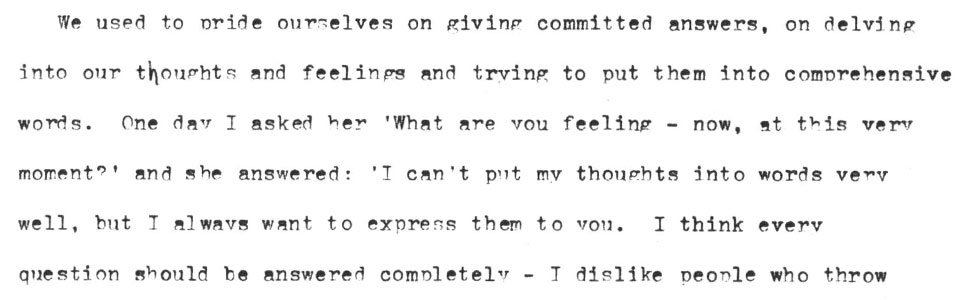 We used to pride ourselves on giving committed answers, on delving
into our thoughts and feelings and trying to put them into comprehensive
words. One day I asked her 'What are you feeling - now, at this very
moment?' and she answered: 'I can't put my thoughts into words very
well, but I always want to express them to you. I think every
question should be answered completely - I dislike people who throw